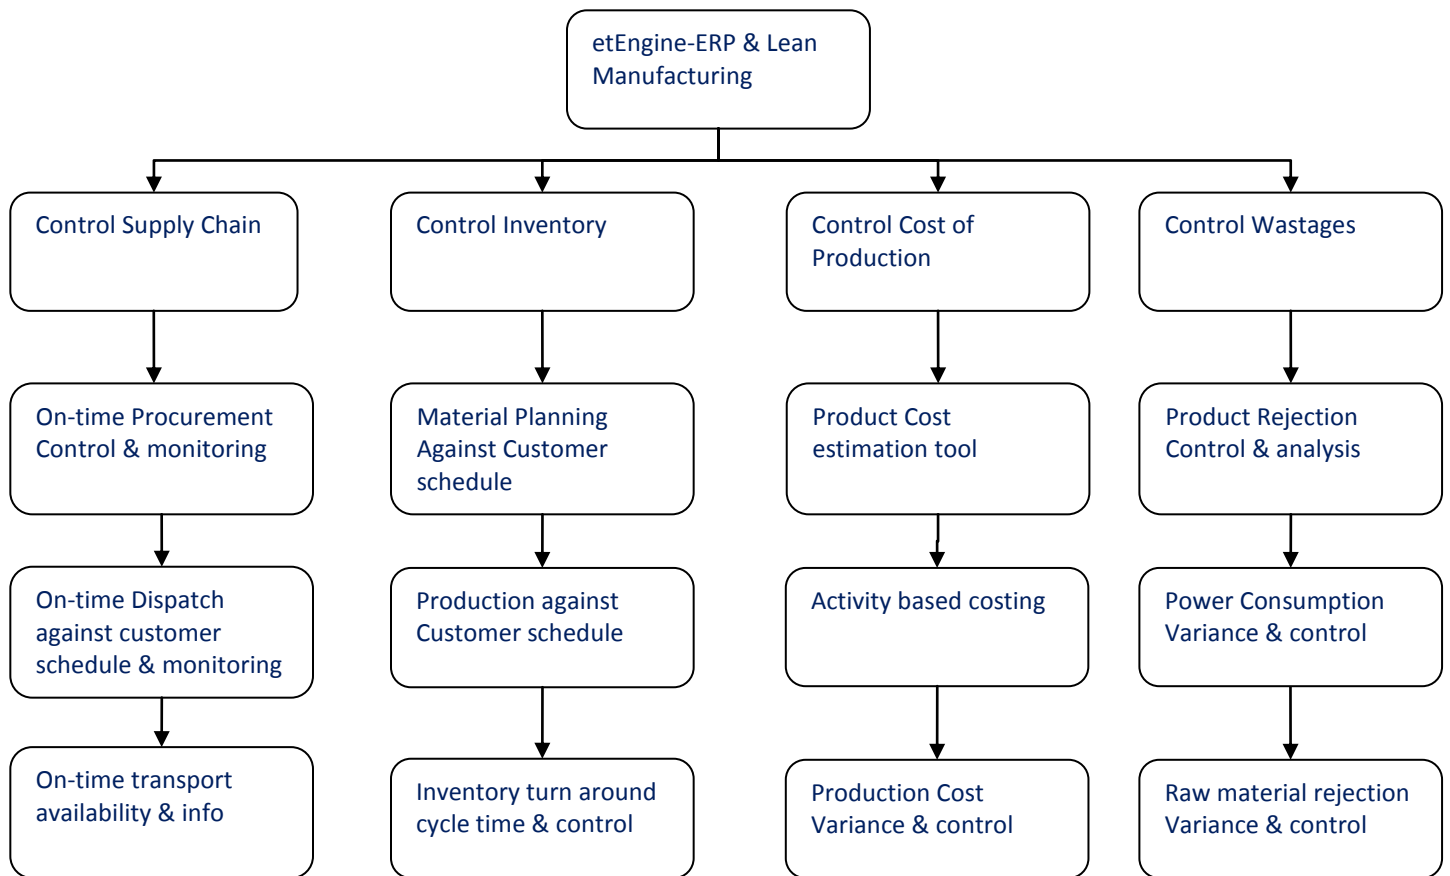 etEngine-ERP & Lean
Manufacturing
Control Supply Chain
Control Inventory
Control Cost of
Production
Control Wastages
On-time Procurement
Control & monitoring
Material Planning
Against Customer
schedule
Product Cost
estimation tool
Product Rejection
Control & analysis
On-time Dispatch
against customer
schedule & monitoring
Production against
Customer schedule
Activity based costing
Power Consumption
Variance & control
On-time transport
availability & info
Inventory turn around
cycle time & control
Production Cost
Variance & control
Raw material rejection
Variance & control